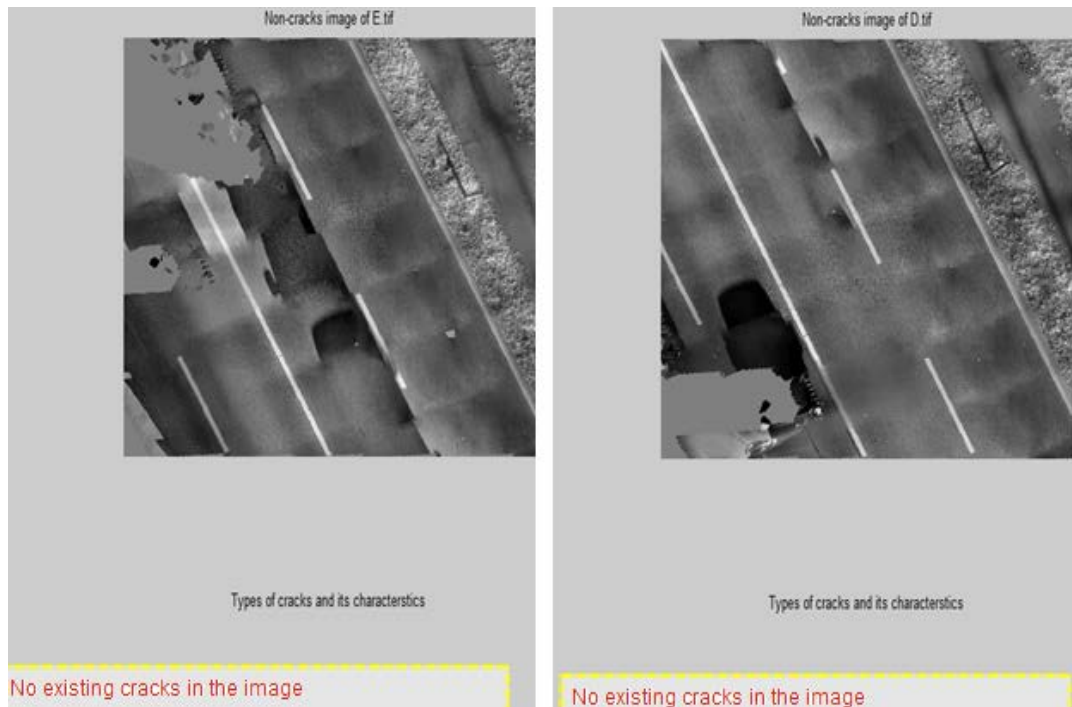 Non-cracks image of E.tif
Types of cracks and its characterstics
No existing cracks in the image
Non-cracks image of D.tif
Types of cracks and its characterstics
No existing cracks in the image